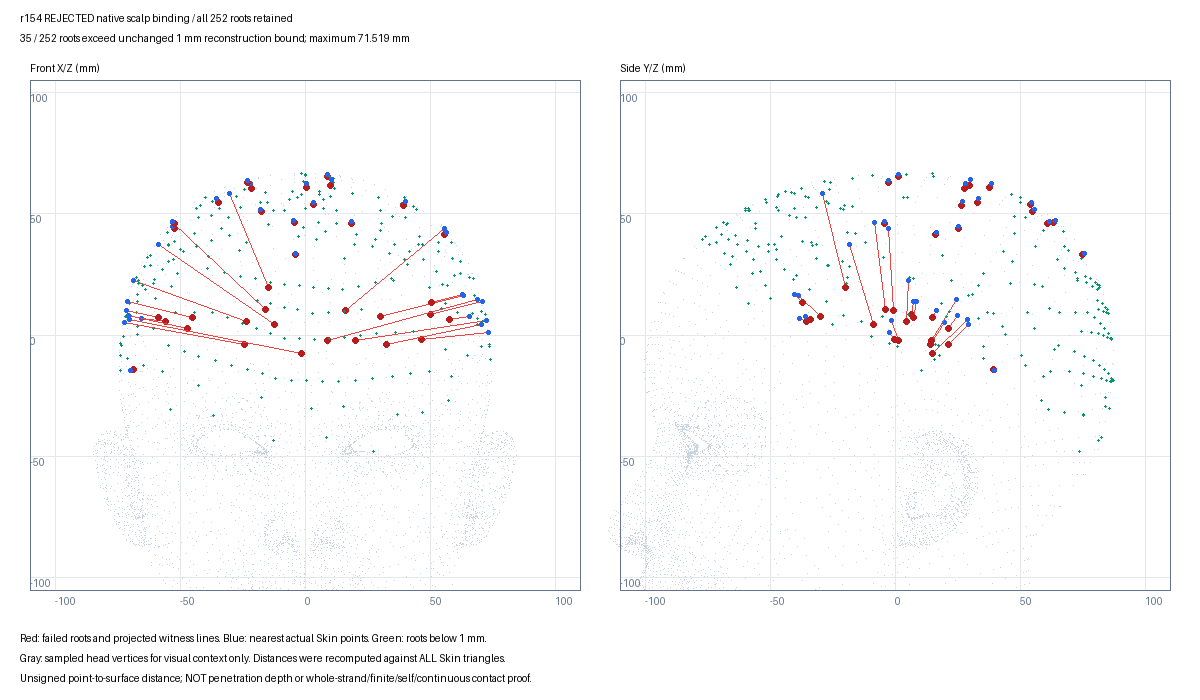 r154 REJECTED native scalp binding / all 252 roots retained
35 / 252 roots exceed unchanged 1 mm reconstruction bound; maximum 71.519 mm
Front X/Z (mm)
Side Y/Z (mm)
100
50
0
-50
-100
-100
-50
0
50
100
100
50
0
-50
-100
-100
-50
0
50
100
Red: failed roots and projected witness lines. Blue: nearest actual Skin points. Green: roots below 1 mm.
Gray: sampled head vertices for visual context only. Distances were recomputed against ALL Skin triangles.
Unsigned point-to-surface distance; NOT penetration depth or whole-strand/finite/self/continuous contact proof.